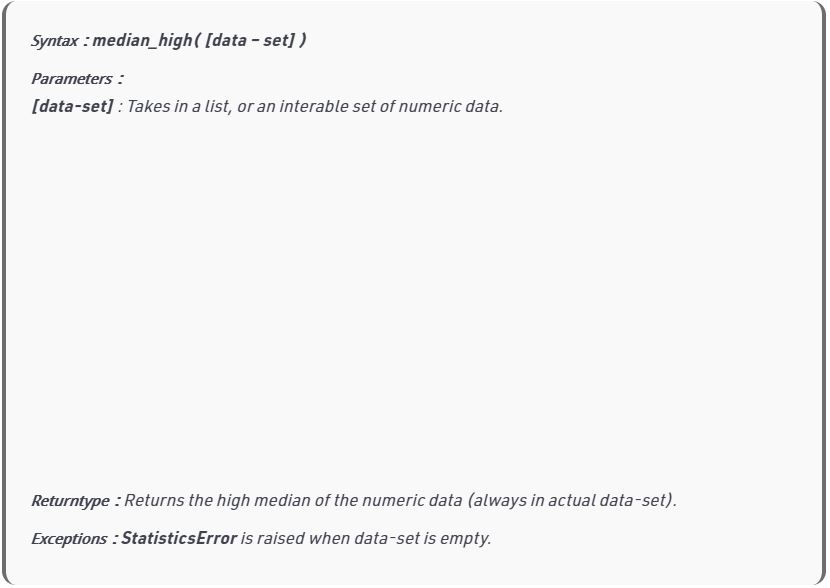 Syntax : median_high( [data – set] )
Parameters :
[data-set] : Takes in a list, or an interable set of numeric data.
Returntype : Returns the high median of the numeric data (always in actual data-set).
Exceptions : StatisticsError is raised when data-set is empty.